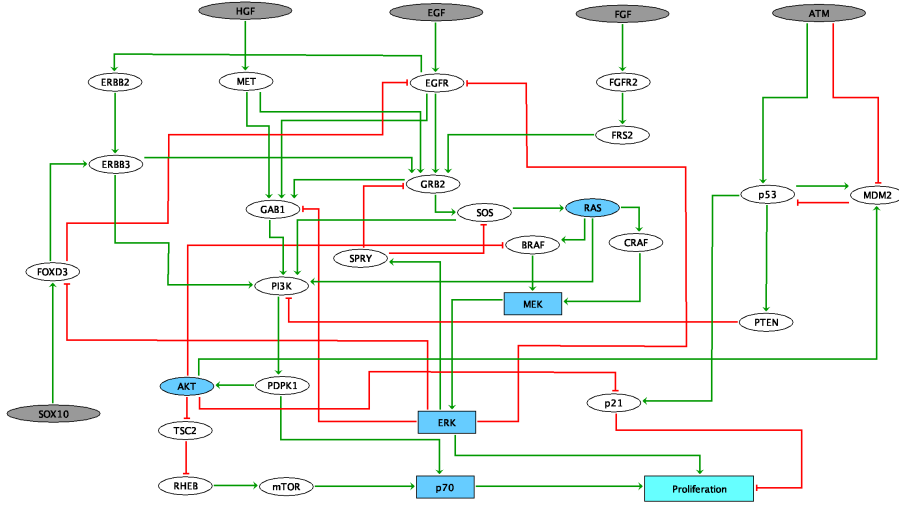 HGF
EGF
FGF
ATM
ERBB2
MET
EGFR
FGFR2
FRS2
ERBB3
GRB2
p53
MDM2
GAB1
SOS
RAS
BRAF
CRAF
SPRY
FOXD3
PI3K
MEK
PTEN
AKT
PDPK1
p21
SOX10
ERK
TSC2
RHEB
mTOR
p70
Proliferation